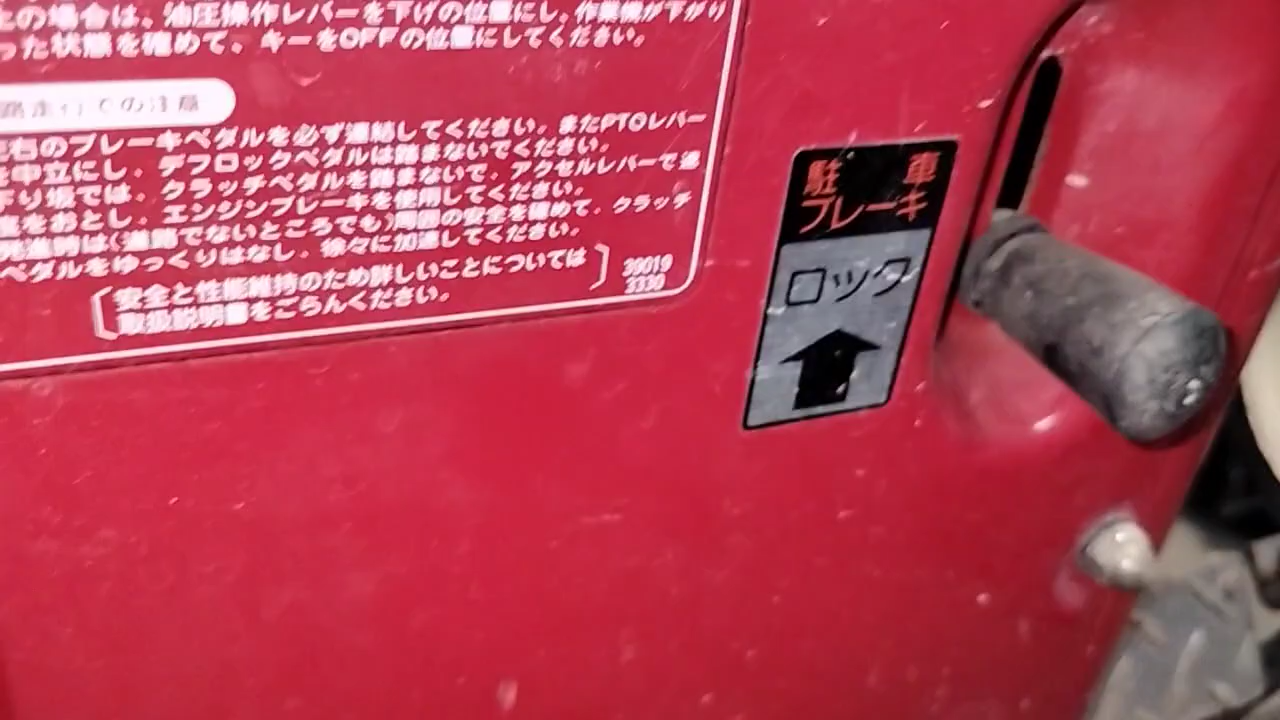 の場合は、油圧操作レバーを下げの位置にし、作業機が下がり
った状態を確めて、キーをOFFの位置にしてください。
路走行での注意
左右のブレーキペダルを必ず連結してください。またPTOレバー
を中立にし、デフロックペダルは踏まないでください。
下り坂では、クラッチペダルを踏まないで、アクセルレバーで速
度をおとし、エンジンブレーキを使用してください。
発進時は(道路でないところでも)周囲の安全を確めて、クラッチ
ペダルをゆっくりはなし、徐々に加速してください。
安全と性能維持のため詳しいことについては
取扱説明書をごらんください。
39019
3330
駐車
ブレーキ
ロック